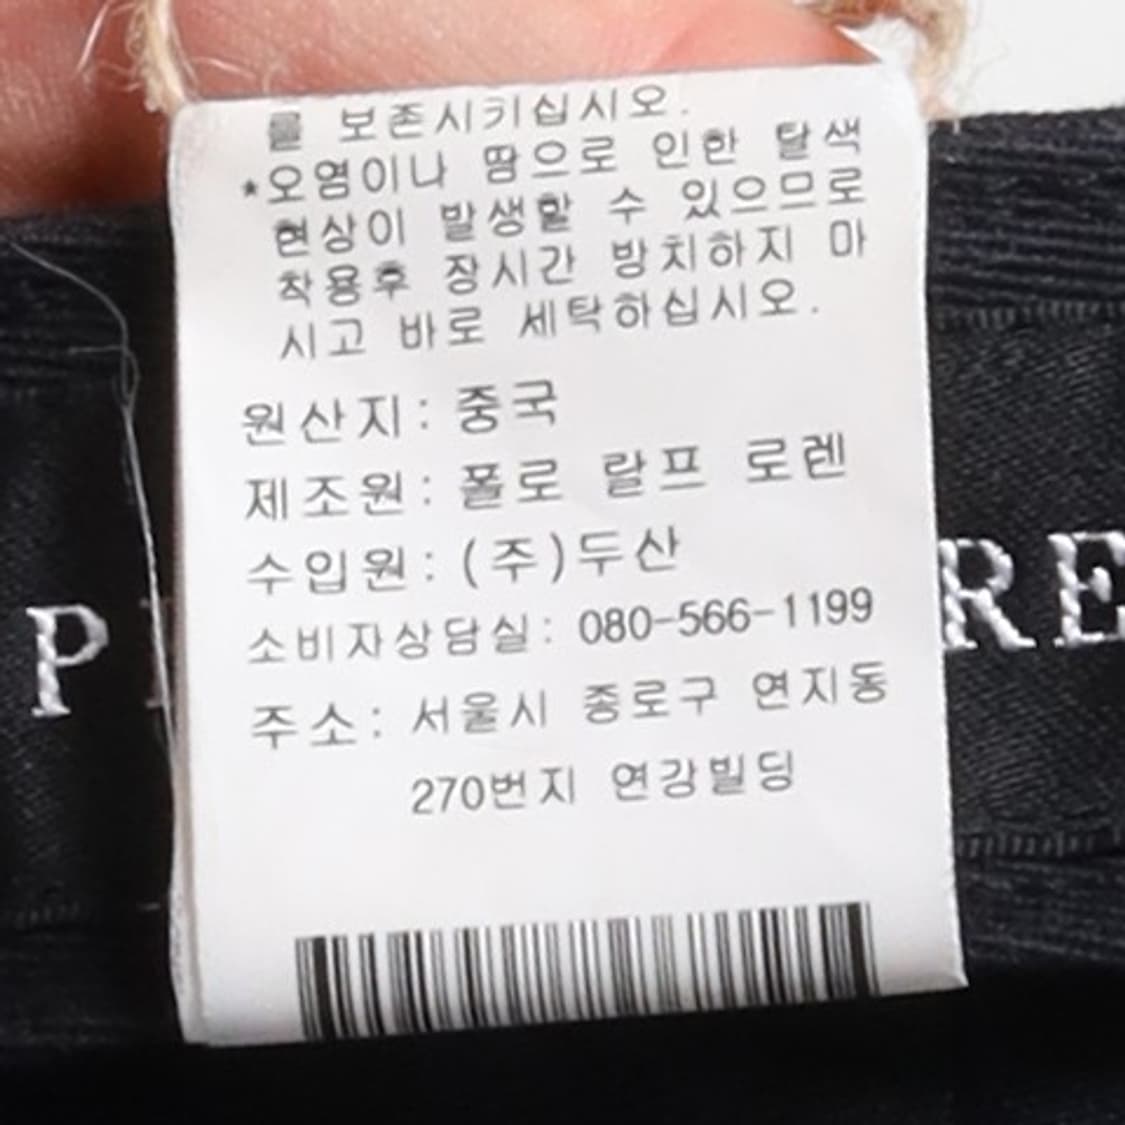 를 보존시키십시오.
*오염이나 땀으로 인한 탈색
현상이 발생할 수 있으므로
착용후 장시간 방치하지 마
시고 바로 세탁하십시오.
원산지: 중국
제조원: 폴로 랄프 로렌
수입원: (주)두산
소비자상담실: 080-566-1199
주소: 서울시 종로구 연지동
270번지 연강빌딩
P
RE